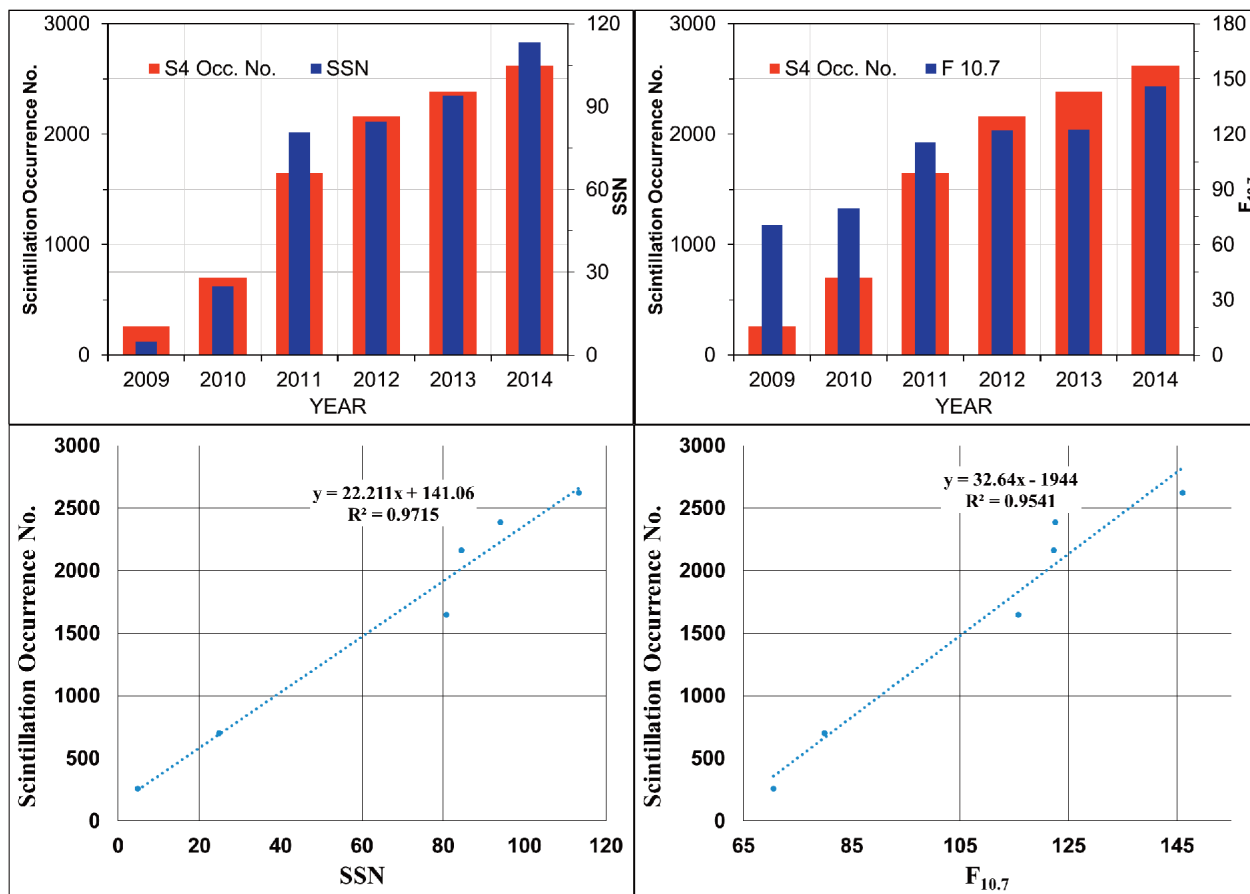 3000
2000
1000
0
Scintillation Occurrence No.
S4 Occ. No.
SSN
120
90
60
30
0
SSN
2009 2010 2011 2012 2013 2014
YEAR
3000
2000
1000
0
Scintillation Occurrence No.
S4 Occ. No.
F 10.7
180
150
120
90
60
30
0
F10.7
2009 2010 2011 2012 2013 2014
YEAR
3000
2500
2000
1500
1000
500
0
Scintillation Occurrence No.
y = 22.211x + 141.06
R² = 0.9715
0 20 40 60 80 100 120
SSN
3000
2500
2000
1500
1000
500
0
Scintillation Occurrence No.
y = 32.64x - 1944
R² = 0.9541
65 85 105 125 145
F10.7